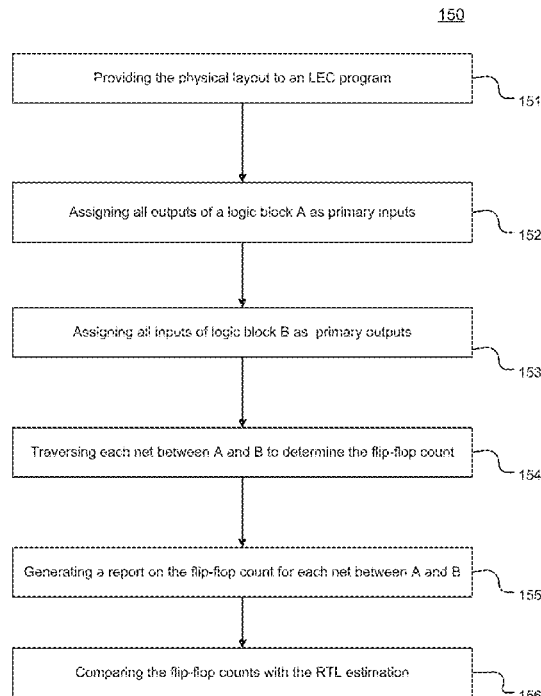 150
Providing the physical layout to an LEC program
151
Assigning all outputs of a logic block A as primary inputs
152
Assigning all inputs of logic block B as primary outputs
153
Traversing each net between A and B to determine the flip-flop count
154
Generating a report on the flip-flop count for each net between A and B
155
Comparing the flip-flop counts with the RTL estimation
156